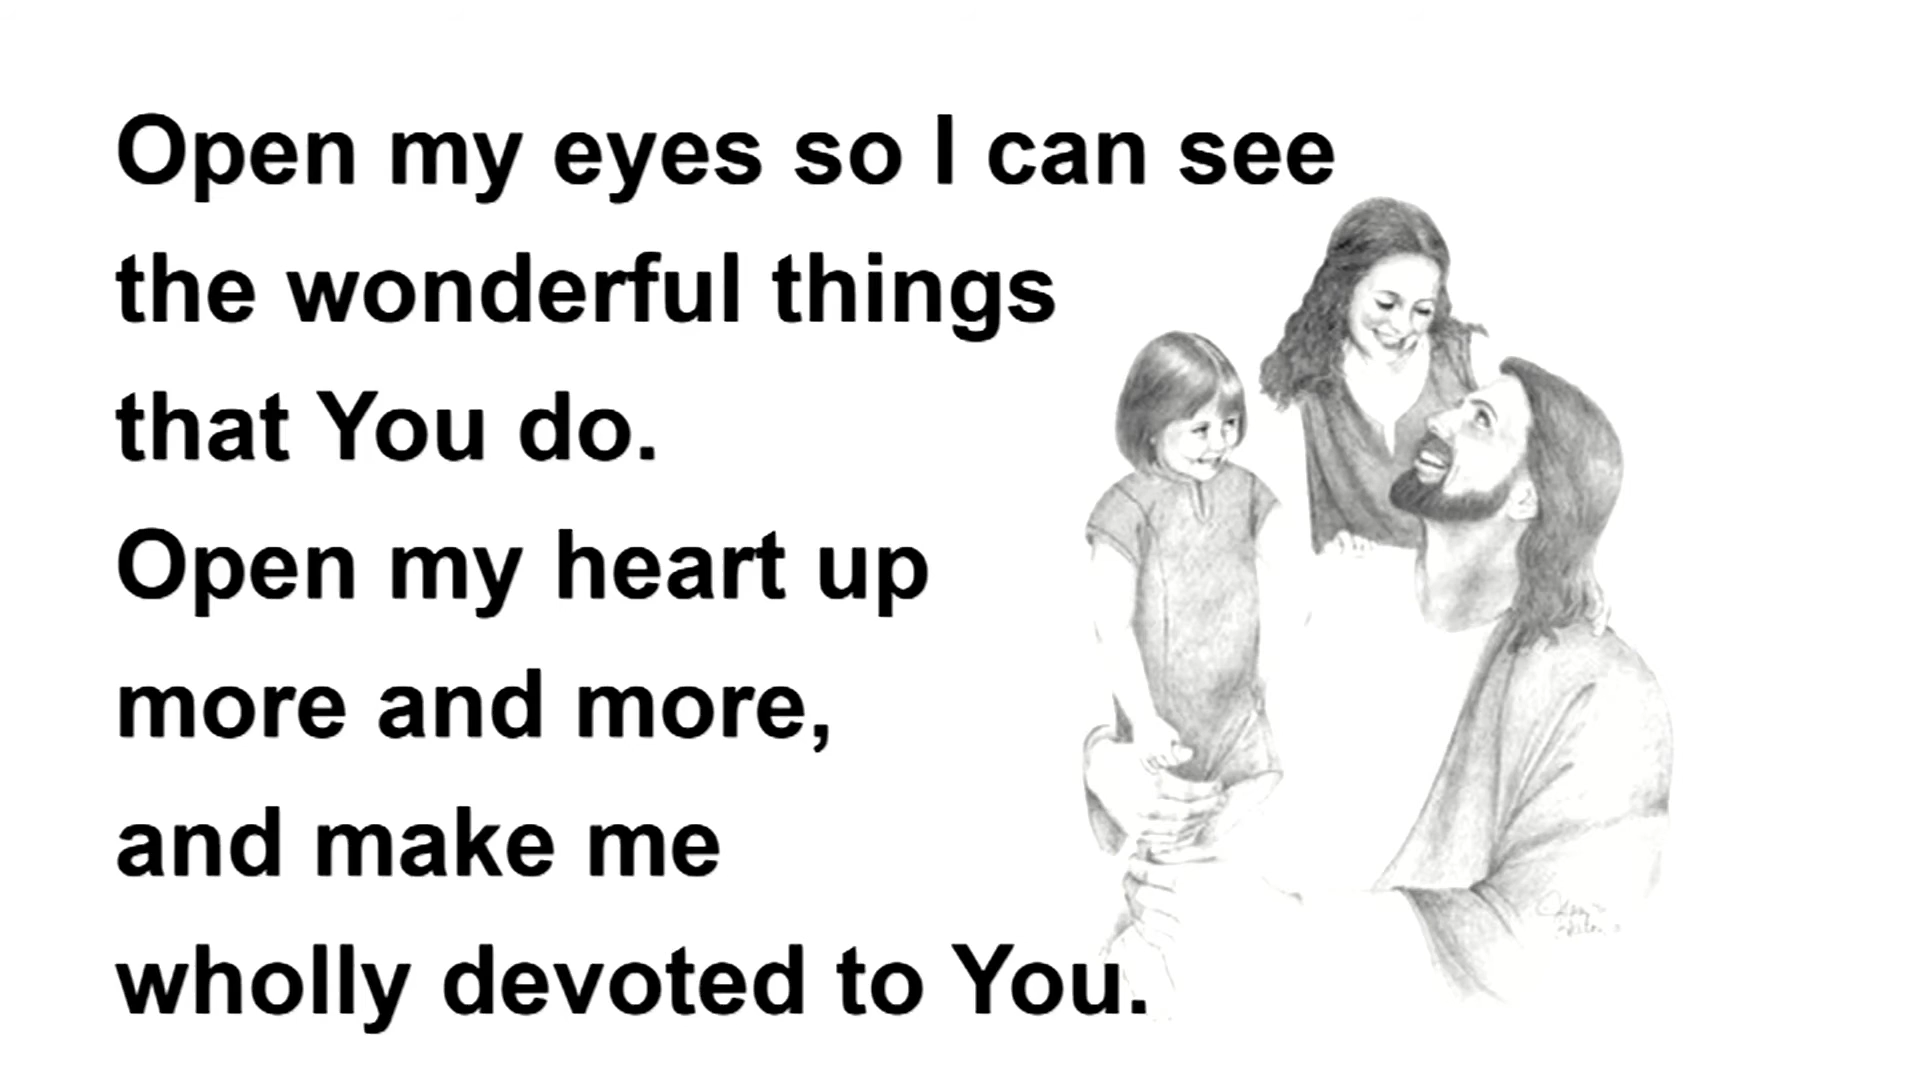 Open my eyes so I can see
the wonderful things
that You do.
Open my heart up
more and more,
and make me
wholly devoted to You.